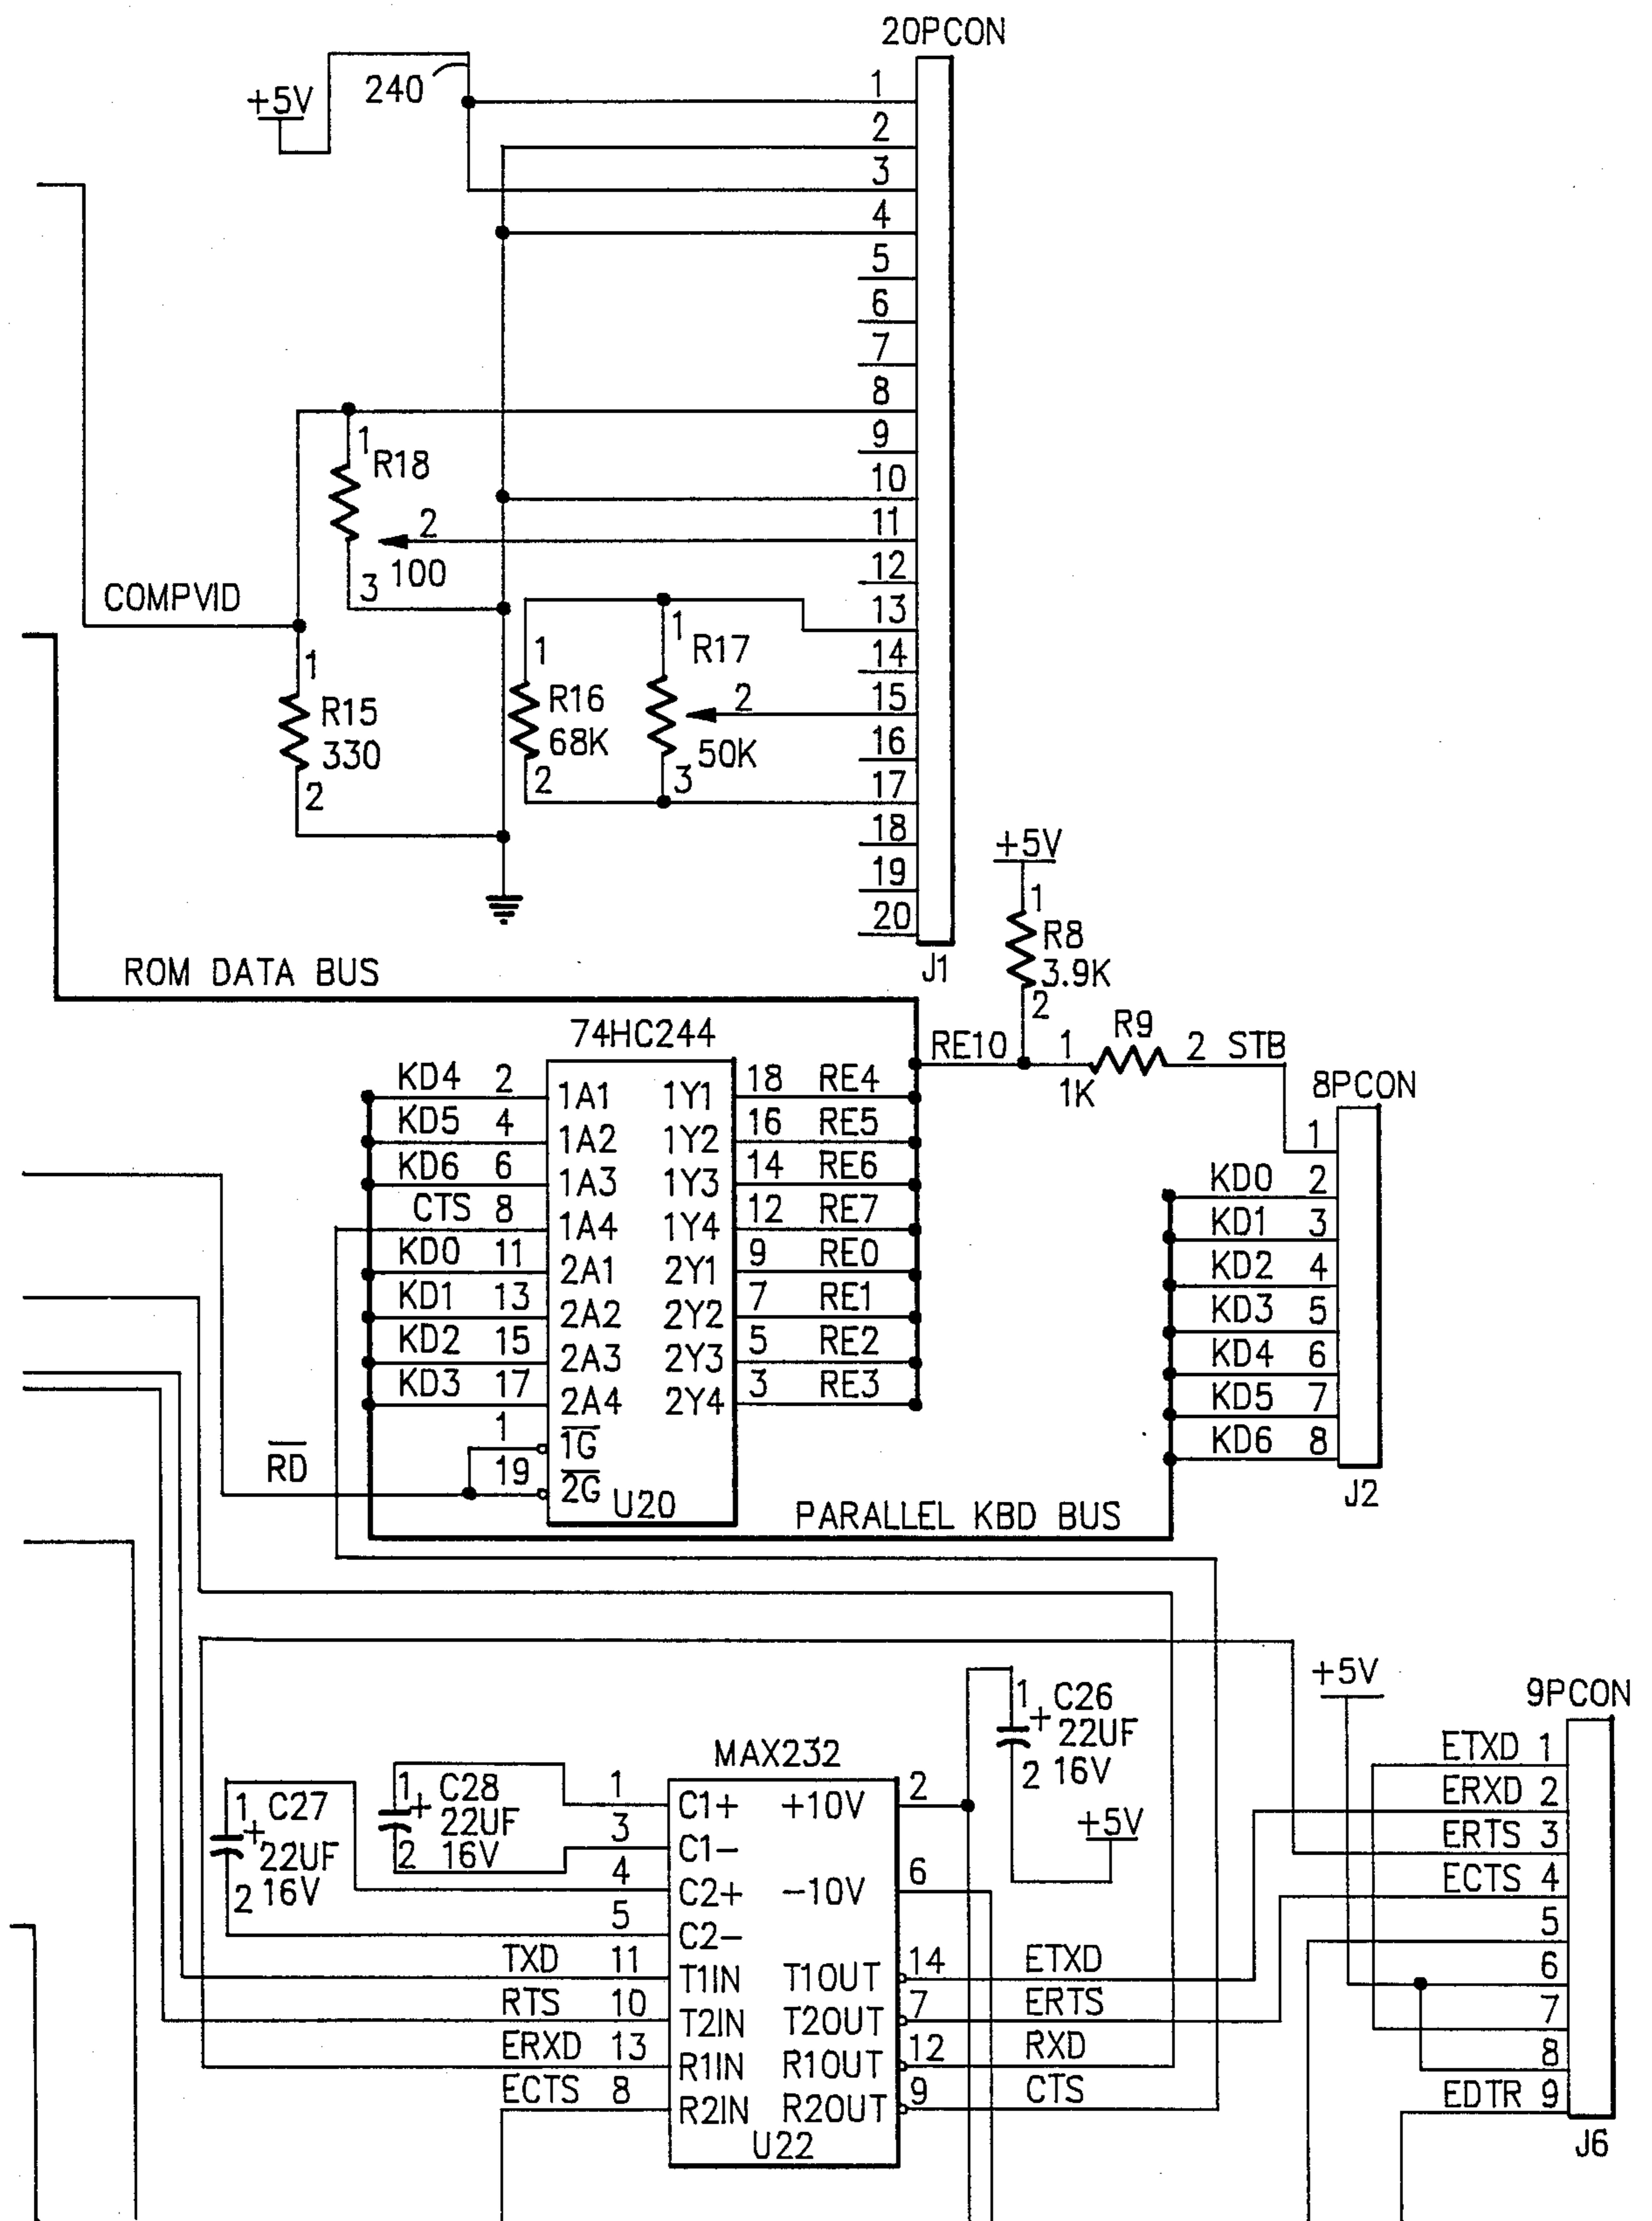 20PCON
+5V
240
1
2
3
4
5
6
7
8
9
10
11
12
13
14
15
16
17
18
19
20
J1
1
R18
2
100
3
COMPVID
1
R15
330
2
1
R16
68K
2
1
R17
2
50K
3
ROM DATA BUS
+5V
1
R8
3.9K
2
RE10
1
R9
1K
2 STB
8PCON
1
KD0 2
KD1 3
KD2 4
KD3 5
KD4 6
KD5 7
KD6 8
J2
74HC244
KD4 2 1A1 1Y1 18 RE4
KD5 4 1A2 1Y2 16 RE5
KD6 6 1A3 1Y3 14 RE6
CTS 8 1A4 1Y4 12 RE7
KD0 11 2A1 2Y1 9 RE0
KD1 13 2A2 2Y2 7 RE1
KD2 15 2A3 2Y3 5 RE2
KD3 17 2A4 2Y4 3 RE3
1 1G
RD 19 2G
U20
PARALLEL KBD BUS
1 C27
+
22UF
2 16V
1 C28
+
22UF
2 16V
1 C26
+
22UF
2 16V
+5V
MAX232
1 C1+ +10V 2
3 C1-
4 C2+ -10V 6
5 C2-
TXD 11 T1IN T1OUT 14 ETXD
RTS 10 T2IN T2OUT 7 ERTS
ERXD 13 R1IN R1OUT 12 RXD
ECTS 8 R2IN R2OUT 9 CTS
U22
+5V
9PCON
ETXD 1
ERXD 2
ERTS 3
ECTS 4
5
6
7
8
EDTR 9
J6